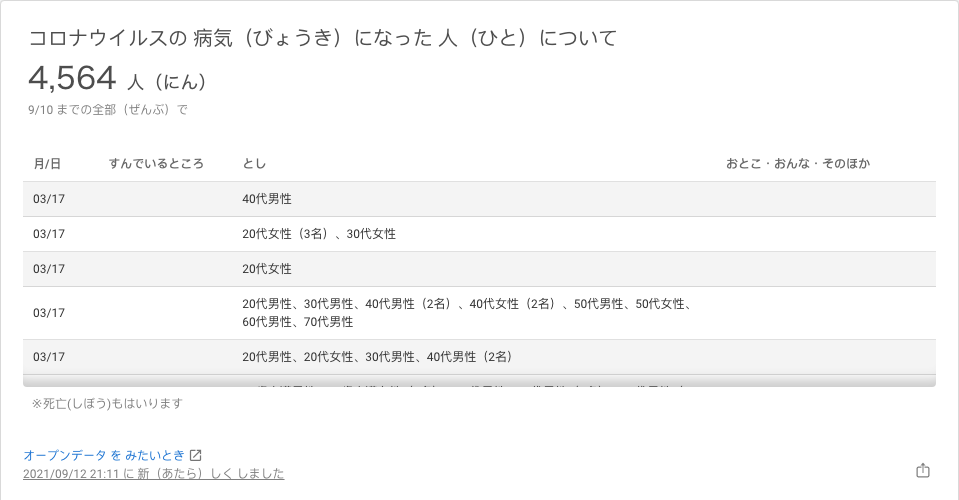 コロナウイルスの 病気（びょうき）になった 人（ひと）について
4,564 人（にん）
9/10 までの全部（ぜんぶ）で
月/日 すんでいるところ とし おとこ・おんな・そのほか
03/17 40代男性
03/17 20代女性（3名）、30代女性
03/17 20代女性
03/17 20代男性、30代男性、40代男性（2名）、40代女性（2名）、50代男性、50代女性、
60代男性、70代男性
03/17 20代男性、20代女性、30代男性、40代男性（2名）
※死亡(しぼう)もはいります
オープンデータ を みたいとき
2021/09/12 21:11 に 新（あたら）しく しました